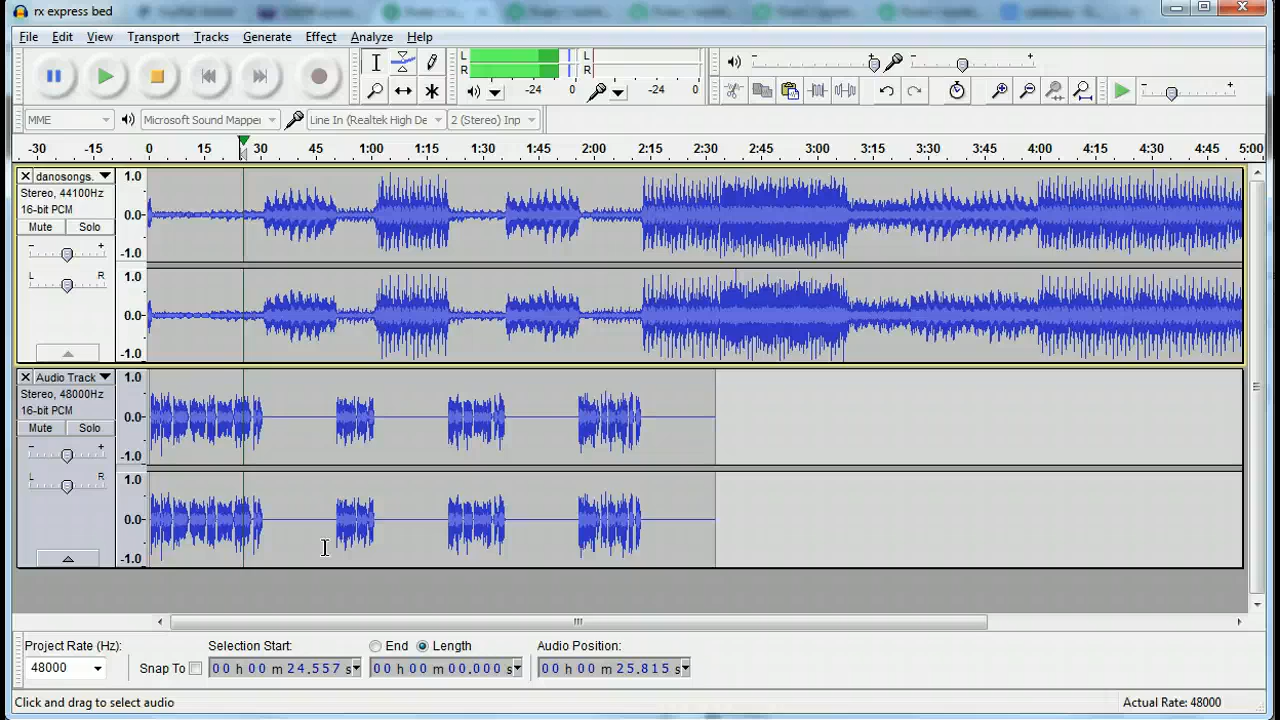 rx express bed
File Edit View Transport Tracks Generate Effect Analyze Help
L L
R R
-24 0 -24 0
MME Microsoft Sound Mapper Line In (Realtek High De 2 (Stereo) Inp
-30 -15 0 15 30 45 1:00 1:15 1:30 1:45 2:00 2:15 2:30 2:45 3:00 3:15 3:30 3:45 4:00 4:15 4:30 4:45 5:00
danosongs. 1.0
Stereo, 44100Hz
16-bit PCM 0.0-
Mute Solo
- +
-1.0
L R 1.0
0.0-
-1.0
Audio Track 1.0
Stereo, 48000Hz
16-bit PCM 0.0-
Mute Solo
- + -1.0
L R 1.0
0.0-
-1.0
Project Rate (Hz): Selection Start: End Length Audio Position:
48000 Snap To 00 h 00 m 24.557 s 00 h 00 m 00.000 s 00 h 00 m 25.815 s
Click and drag to select audio Actual Rate: 48000